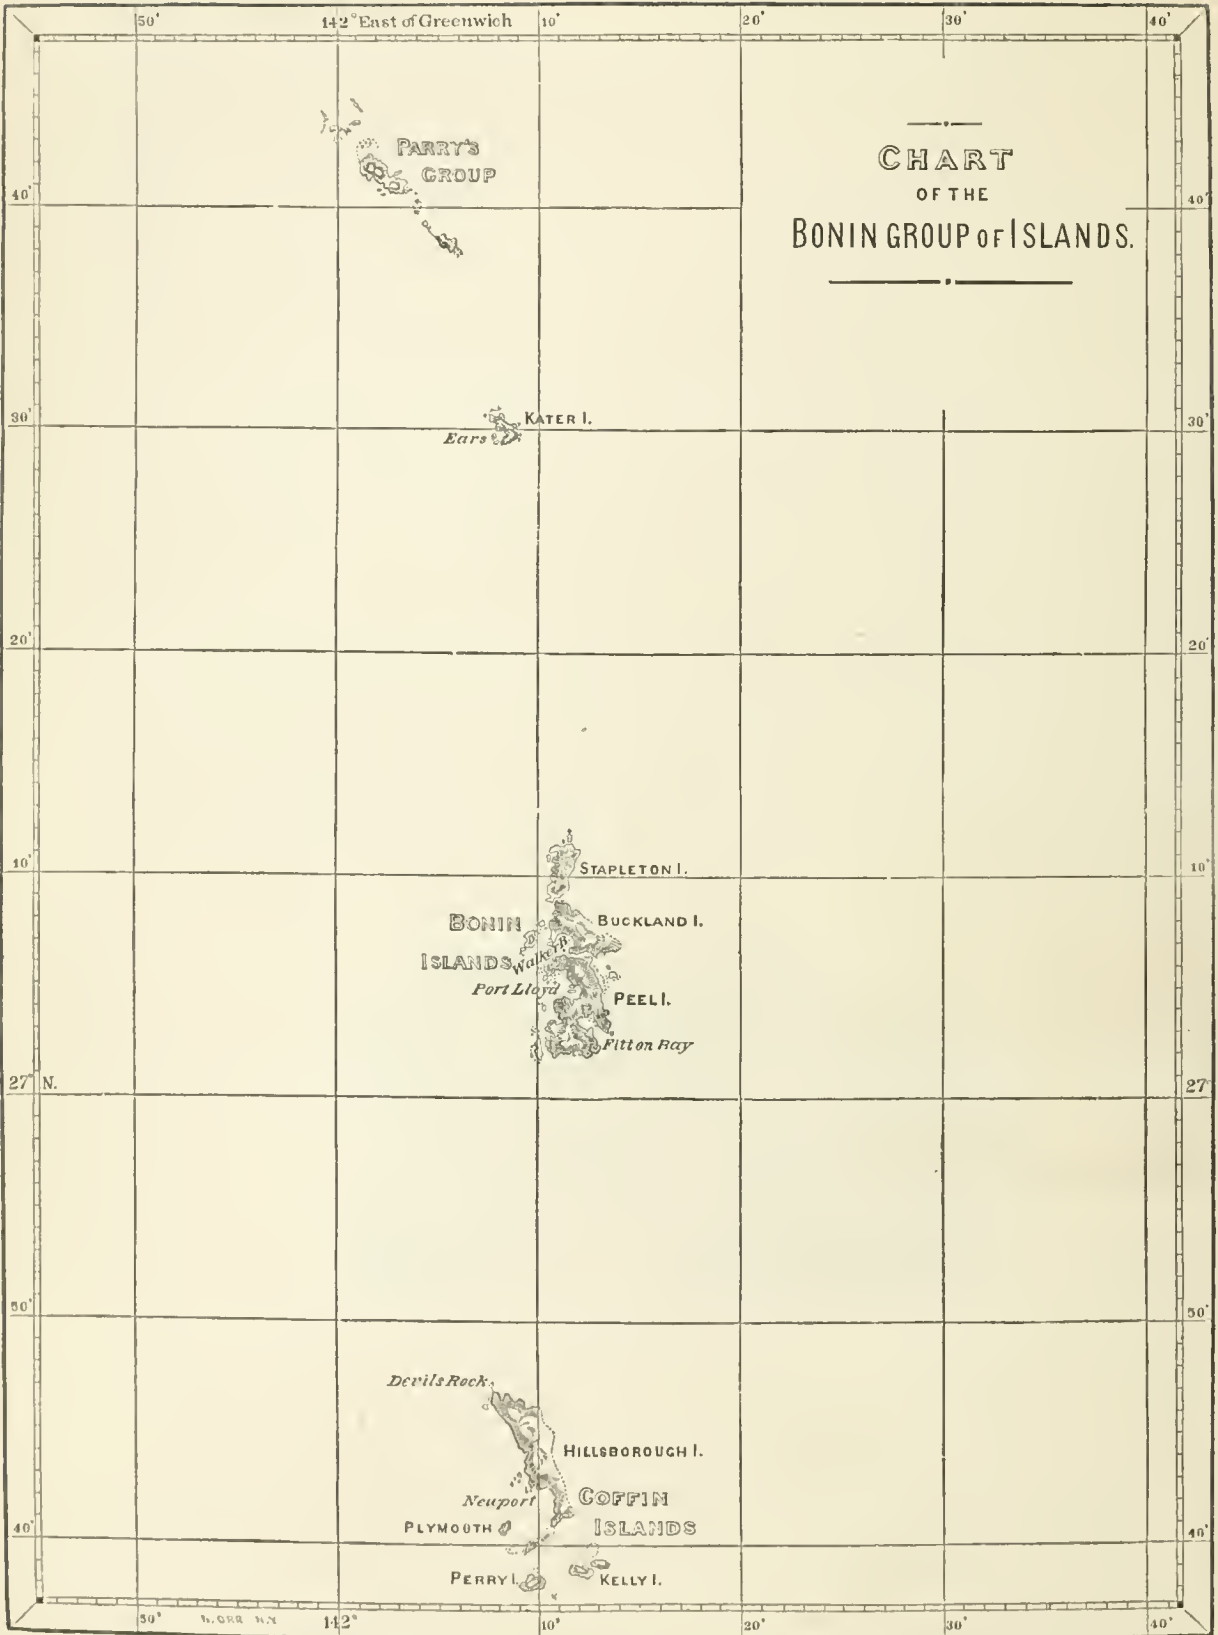 50' 142° East of Greenwich 10' 20' 30' 40'
CHART
OF THE
BONIN GROUP OF ISLANDS.
PARRY'S
GROUP
40' 40'
KATER I.
Ears
30' 30'
20' 20'
10' 10'
STAPLETON I.
BONIN
ISLANDS
BUCKLAND I.
Walker B.
Port Lloyd
PEEL I.
Fitton Bay
27° N. 27°
50' 50'
Devils Rock
HILLSBOROUGH I.
Newport
COFFIN
ISLANDS
PLYMOUTH
40' 40'
PERRY I.
KELLY I.
50' 142° 10' 20' 30' 40'
N. ORR N.Y